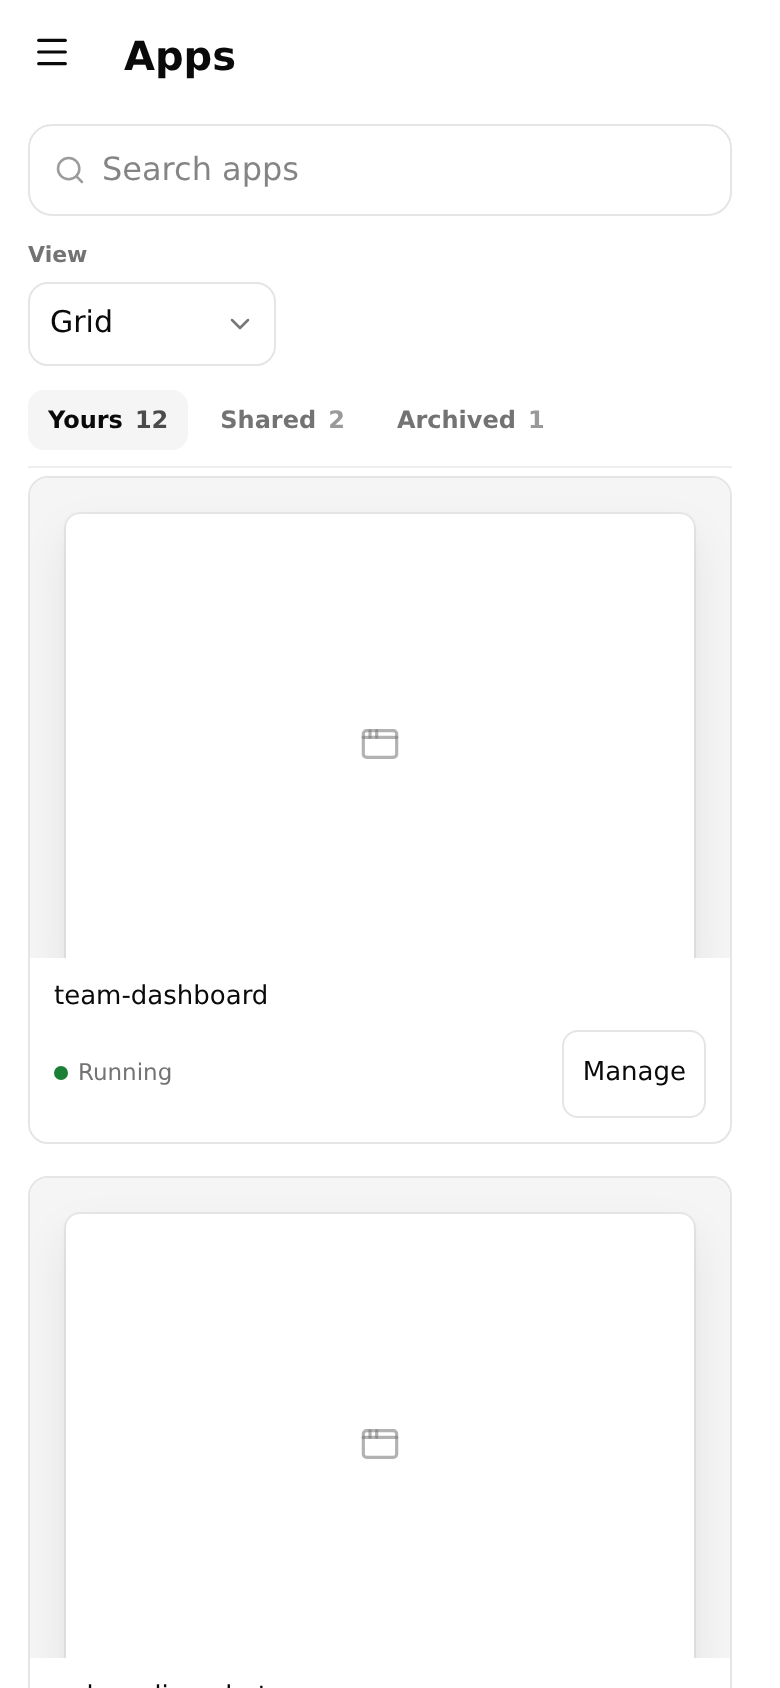 Apps
Search apps
View
Grid
Yours 12 Shared 2 Archived 1
team-dashboard
Running
Manage